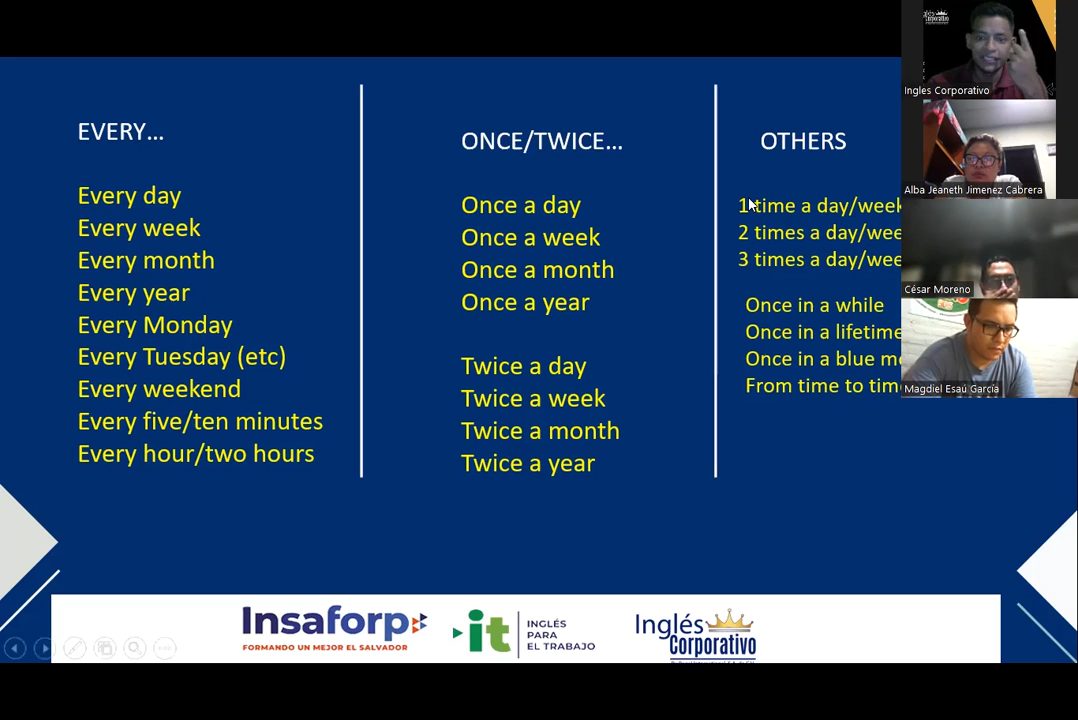 EVERY...
Every day
Every week
Every month
Every year
Every Monday
Every Tuesday (etc)
Every weekend
Every five/ten minutes
Every hour/two hours
ONCE/TWICE...
Once a day
Once a week
Once a month
Once a year
Twice a day
Twice a week
Twice a month
Twice a year
OTHERS
1 time a day/week
2 times a day/wee
3 times a day/wee
Once in a while
Once in a lifetime
Once in a blue m
From time to tim
Inglés
Corporativo
Ingles Corporativo
Alba Jeaneth Jimenez Cabrera
César Moreno
Magdiel Esaú García
Insaforp
FORMANDO UN MEJOR EL SALVADOR
it
INGLÉS
PARA
EL TRABAJO
Inglés
Corporativo